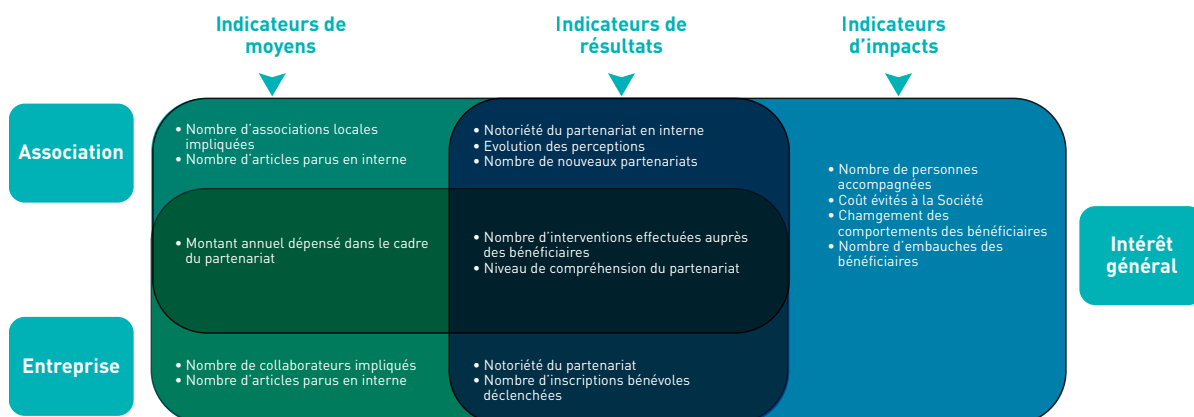 Indicateurs de
moyens
Indicateurs de
résultats
Indicateurs
d'impacts
Association
• Nombre d'associations locales
impliquées
• Nombre d'articles parus en interne
• Notoriété du partenariat en interne
• Evolution des perceptions
• Nombre de nouveaux partenariats
• Montant annuel dépensé dans le cadre
du partenariat
• Nombre d'interventions effectuées auprès
des bénéficiaires
• Niveau de compréhension du partenariat
• Nombre de personnes
accompagnées
• Coût évités à la Société
• Chamgement des
comportements des bénéficiaires
• Nombre d'embauches des
bénéficiaires
Intérêt
général
Entreprise
• Nombre de collaborateurs impliqués
• Nombre d'articles parus en interne
• Notoriété du partenariat
• Nombre d'inscriptions bénévoles
déclenchées